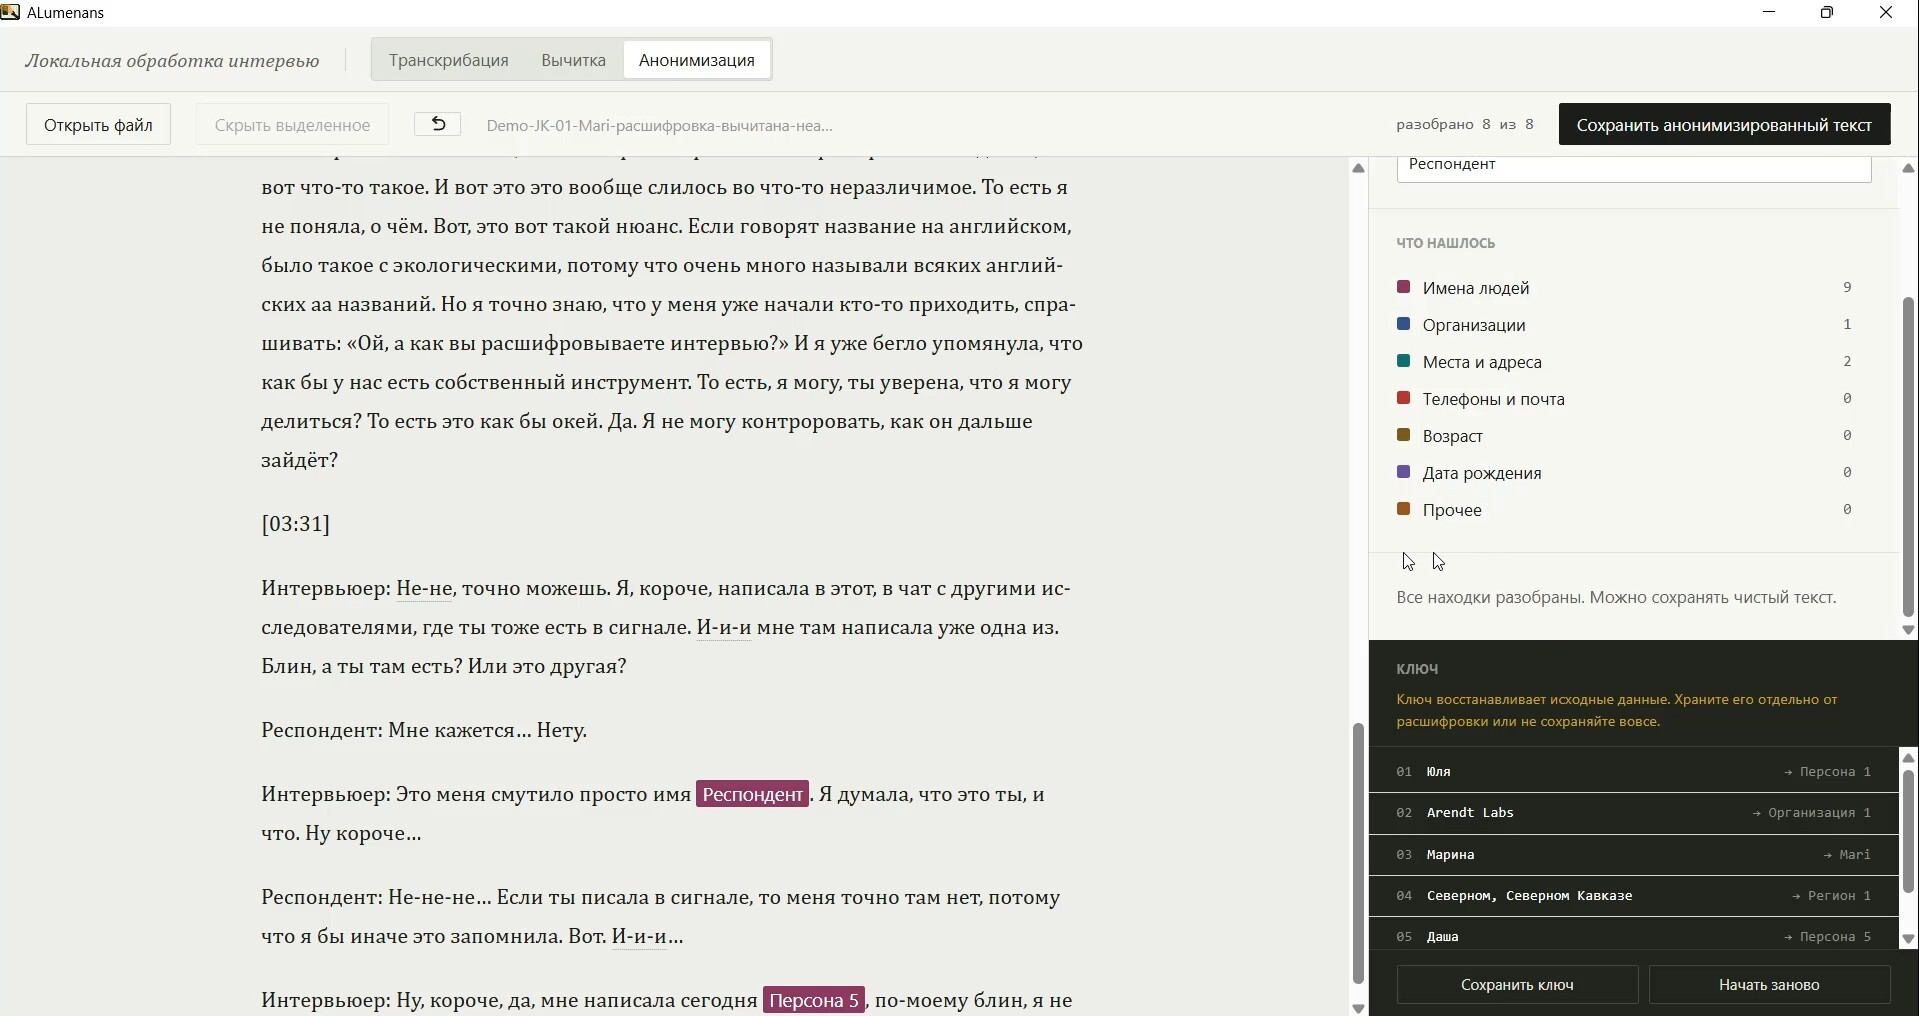 ALumenans
Локальная обработка интервью
Транскрибация
Вычитка
Анонимизация
Открыть файл
Скрыть выделенное
Demo-JK-01-Mari-расшифровка-вычитана-неа...
разобрано 8 из 8
Сохранить анонимизированный текст
вот что-то такое. И вот это это вообще слилось во что-то неразличимое. То есть я
не поняла, о чём. Вот, это вот такой нюанс. Если говорят название на английском,
было такое с экологическими, потому что очень много называли всяких англий-
ских аа названий. Но я точно знаю, что у меня уже начали кто-то приходить, спра-
шивать: «Ой, а как вы расшифровываете интервью?» И я уже бегло упомянула, что
как бы у нас есть собственный инструмент. То есть, я могу, ты уверена, что я могу
делиться? То есть это как бы окей. Да. Я не могу контроровать, как он дальше
зайдёт?
[03:31]
Интервьюер: Не-не, точно можешь. Я, короче, написала в этот, в чат с другими ис-
следователями, где ты тоже есть в сигнале. И-и-и мне там написала уже одна из.
Блин, а ты там есть? Или это другая?
Респондент: Мне кажется... Нету.
Интервьюер: Это меня смутило просто имя Респондент. Я думала, что это ты, и
что. Ну короче...
Респондент: Не-не-не... Если ты писала в сигнале, то меня точно там нет, потому
что я бы иначе это запомнила. Вот. И-и-и...
Интервьюер: Ну, короче, да, мне написала сегодня Персона 5, по-моему блин, я не
Респондент
ЧТО НАШЛОСЬ
Имена людей 9
Организации 1
Места и адреса 2
Телефоны и почта 0
Возраст 0
Дата рождения 0
Прочее 0
Все находки разобраны. Можно сохранять чистый текст.
КЛЮЧ
Ключ восстанавливает исходные данные. Храните его отдельно от
расшифровки или не сохраняйте вовсе.
01 Юля → Персона 1
02 Arendt Labs → Организация 1
03 Марина → Mari
04 Северном, Северном Кавказе → Регион 1
05 Даша → Персона 5
Сохранить ключ
Начать заново